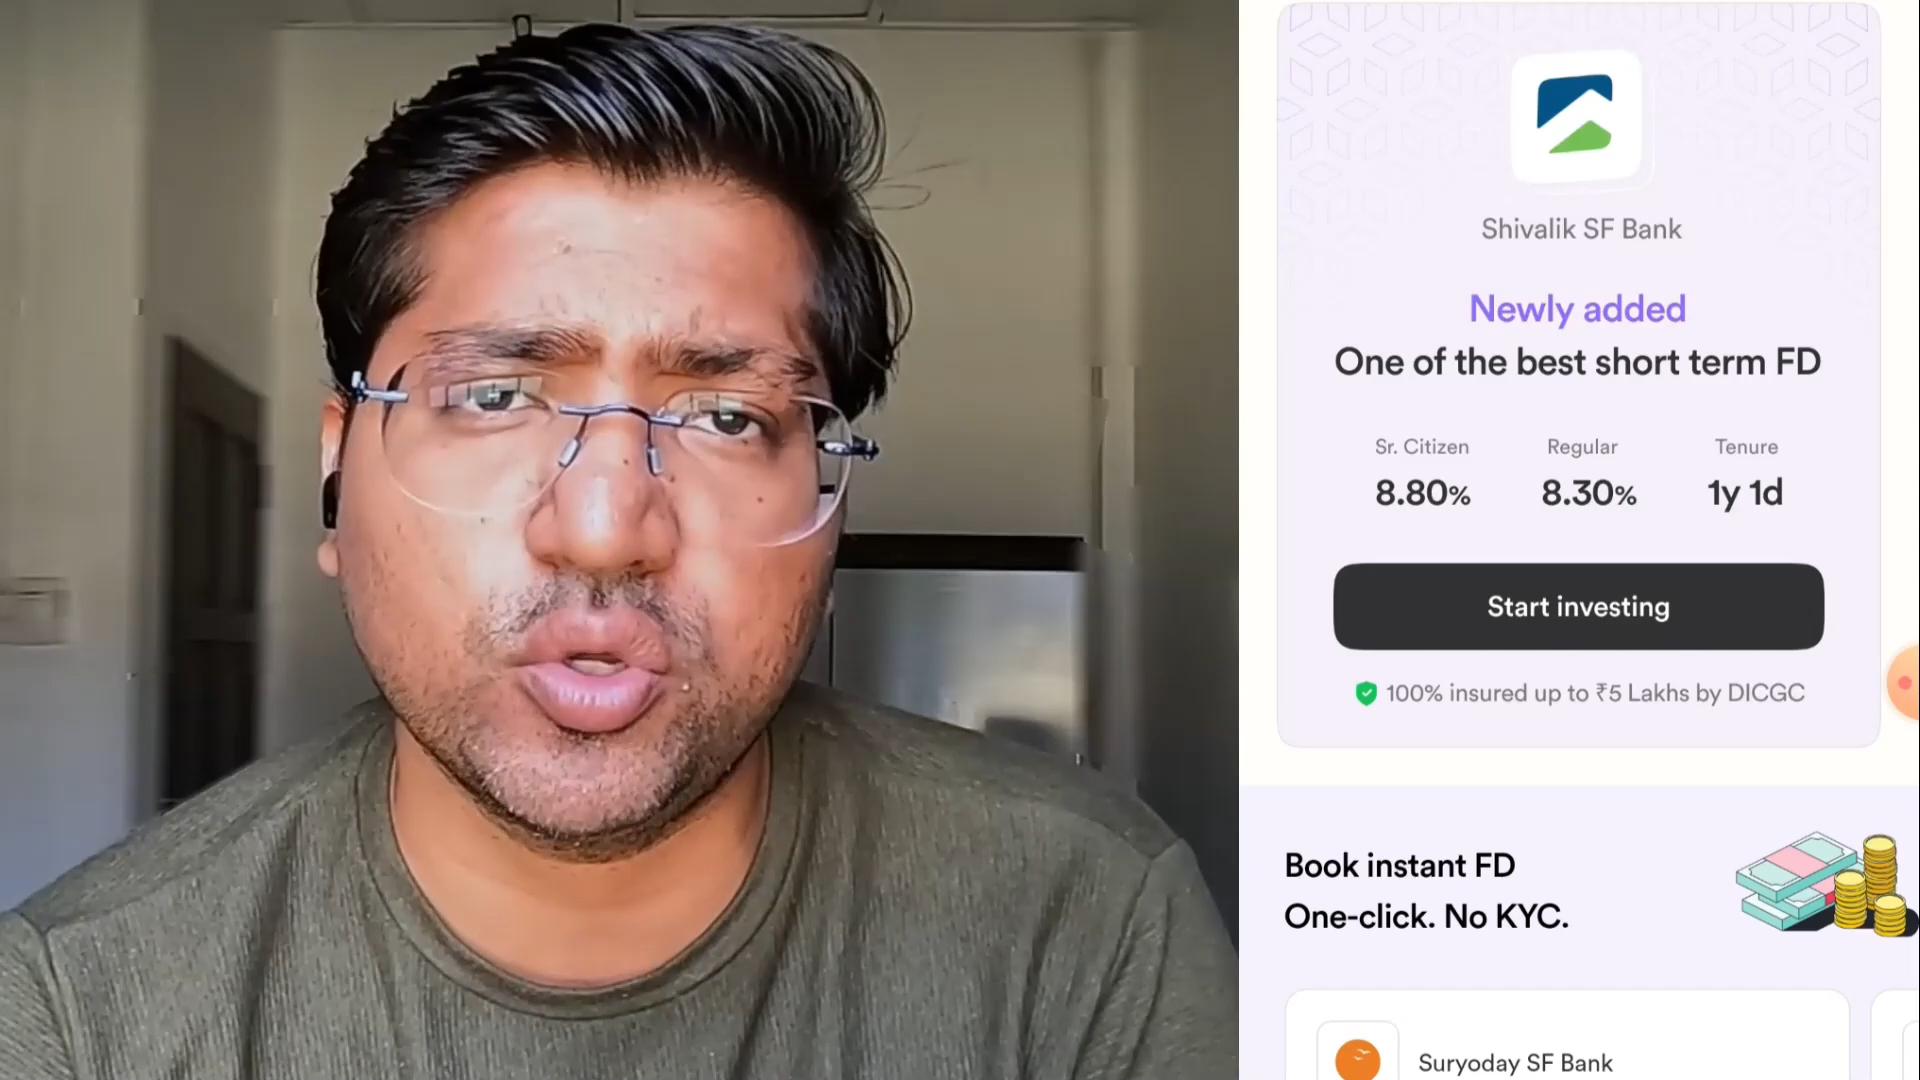 Shivalik SF Bank
Newly added
One of the best short term FD
Sr. Citizen Regular Tenure
8.80% 8.30% 1y 1d
Start investing
100% insured up to ₹5 Lakhs by DICGC
Book instant FD
One-click. No KYC.
Suryoday SF Bank